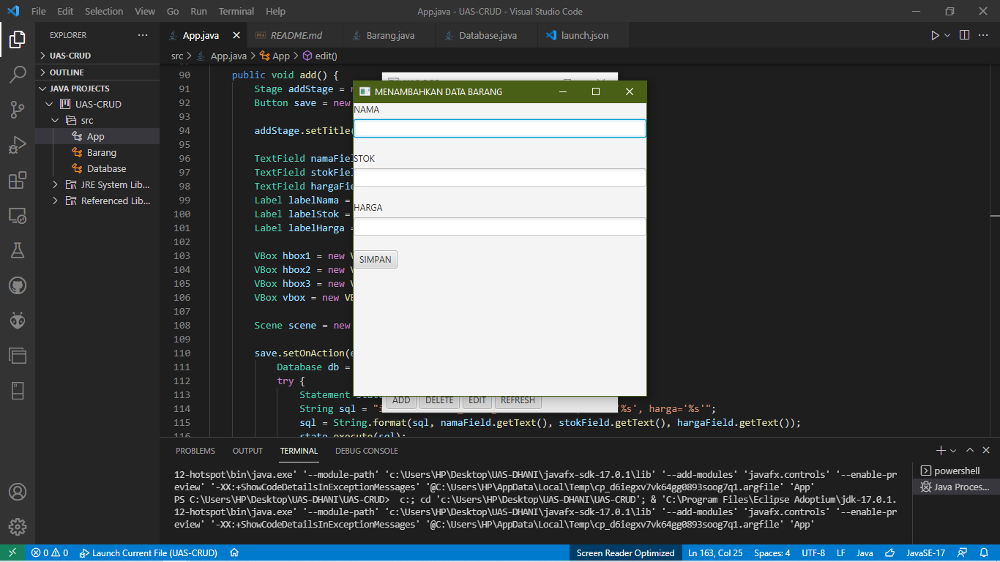 File Edit Selection View Go Run Terminal Help App.java - UAS-CRUD - Visual Studio Code
EXPLORER
UAS-CRUD
OUTLINE
JAVA PROJECTS
UAS-CRUD
src
App
Barang
Database
JRE System Lib...
Referenced Lib...
App.java README.md Barang.java Database.java launch.json
src > App.java > App > edit()
90 public void add() {
91 Stage addStage =
92 Button save = new
93
94 addStage.setTitle(
95
96 TextField namaFiel
97 TextField stokFiel
98 TextField hargaFie
99 Label labelNama =
100 Label labelStok =
101 Label labelHarga =
102
103 VBox hbox1 = new
104 VBox hbox2 = new
105 VBox hbox3 = new
106 VBox vbox = new VB
107
108 Scene scene = new
109
110 save.setOnAction(
111 Database db =
112 try {
113 Statement
114 String sql = "i '%s', harga='%s'";
115 sql = String.format(sql, namaField.getText(), stokField.getText(), hargaField.getText());
116 state.execute(sql);
MENAMBAHKAN DATA BARANG
NAMA
STOK
HARGA
SIMPAN
ADD DELETE EDIT REFRESH
PROBLEMS OUTPUT TERMINAL DEBUG CONSOLE
12-hotspot\bin\java.exe' '--module-path' 'c:\Users\HP\Desktop\UAS-DHANI\javafx-sdk-17.0.1\lib' '--add-modules' 'javafx.controls' '--enable-pr
eview' '-XX:+ShowCodeDetailsInExceptionMessages' '@C:\Users\HP\AppData\Local\Temp\cp_d6iegxv7vk64gg0893soog7q1.argfile' 'App'
PS C:\Users\HP\Desktop\UAS-DHANI\UAS-CRUD> c:; cd 'c:\Users\HP\Desktop\UAS-DHANI\UAS-CRUD'; & 'C:\Program Files\Eclipse Adoptium\jdk-17.0.1.
12-hotspot\bin\java.exe' '--module-path' 'c:\Users\HP\Desktop\UAS-DHANI\javafx-sdk-17.0.1\lib' '--add-modules' 'javafx.controls' '--enable-pr
eview' '-XX:+ShowCodeDetailsInExceptionMessages' '@C:\Users\HP\AppData\Local\Temp\cp_d6iegxv7vk64gg0893soog7q1.argfile' 'App'
powershell
Java Proces...
0 0 Launch Current File (UAS-CRUD) Screen Reader Optimized Ln 163, Col 25 Spaces: 4 UTF-8 LF Java JavaSE-17